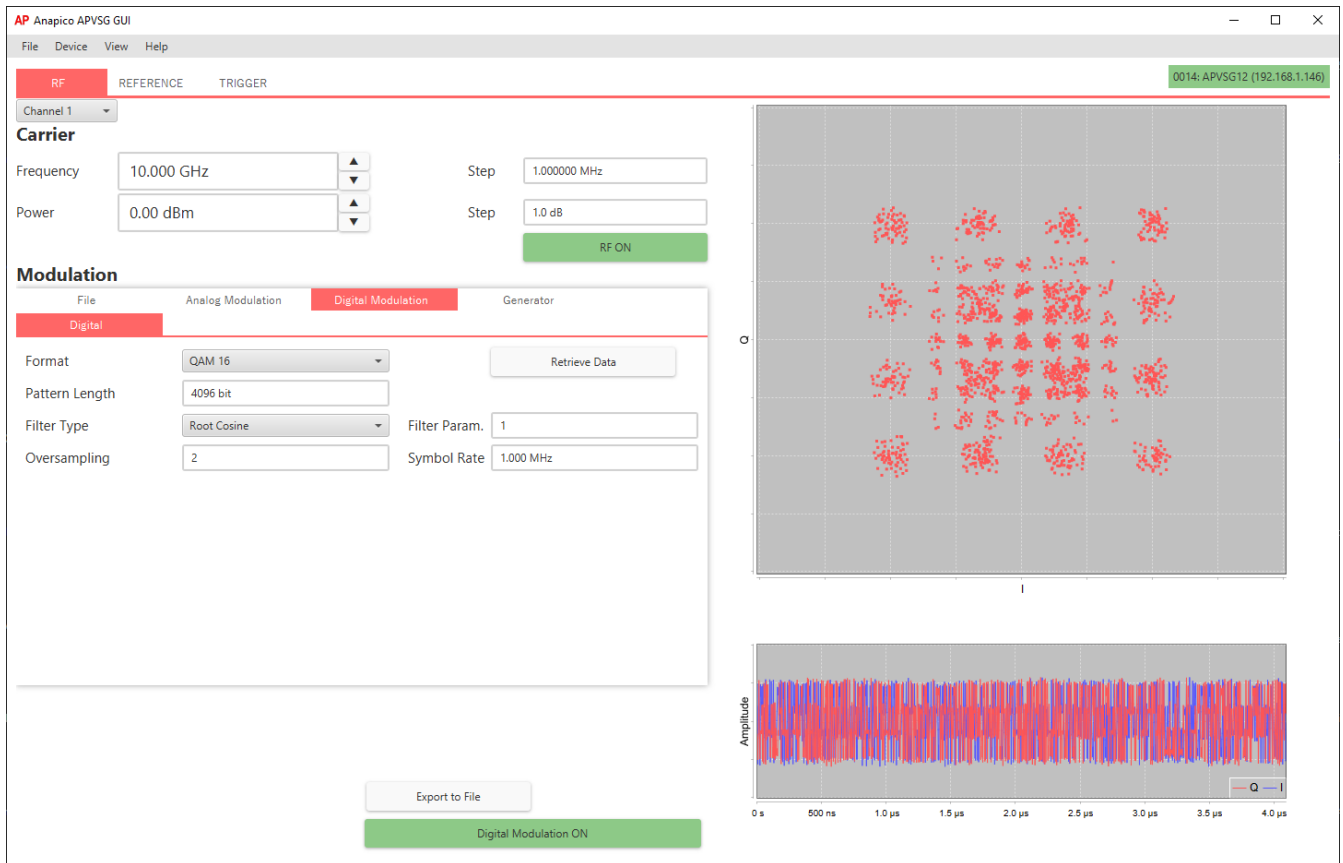 AP Anapico APVSG GUI
File Device View Help
RF REFERENCE TRIGGER
0014: APVSG12 (192.168.1.146)
Channel 1
Carrier
Frequency 10.000 GHz Step 1.000000 MHz
Power 0.00 dBm Step 1.0 dB
RF ON
Modulation
File Analog Modulation Digital Modulation Generator
Digital
Format QAM 16 Retrieve Data
Pattern Length 4096 bit
Filter Type Root Cosine Filter Param. 1
Oversampling 2 Symbol Rate 1.000 MHz
Export to File
Digital Modulation ON
Q
I
Amplitude
Q I
0 s 500 ns 1.0 µs 1.5 µs 2.0 µs 2.5 µs 3.0 µs 3.5 µs 4.0 µs